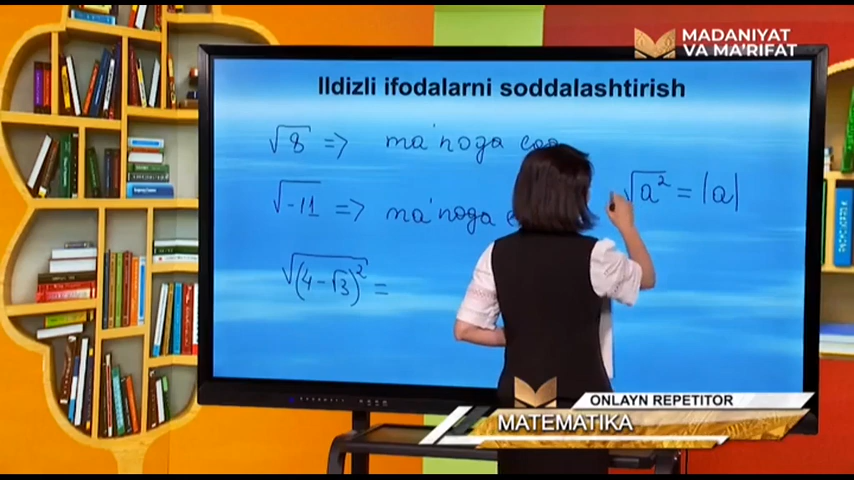 MADANIYAT
VA MA'RIFAT
Ildizli ifodalarni soddalashtirish
√8 => ma'noga ega
√-11 => ma'noga
√a² = |a|
√(4-√3)² =
ONLAYN REPETITOR
MATEMATIKA